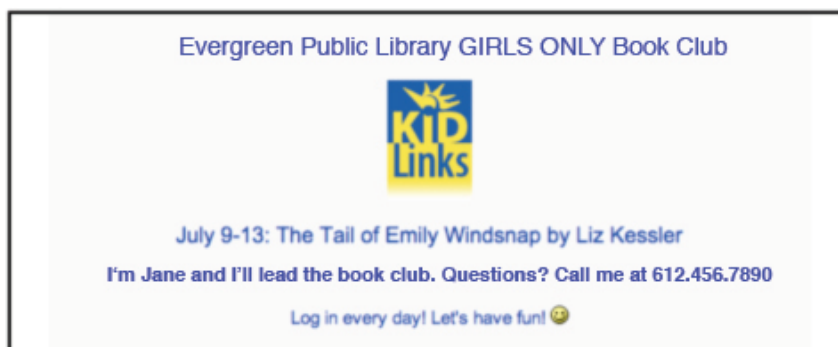 Evergreen Public Library GIRLS ONLY Book Club
KiD
Links
July 9-13: The Tail of Emily Windsnap by Liz Kessler
I'm Jane and I'll lead the book club. Questions? Call me at 612.456.7890
Log in every day! Let's have fun!